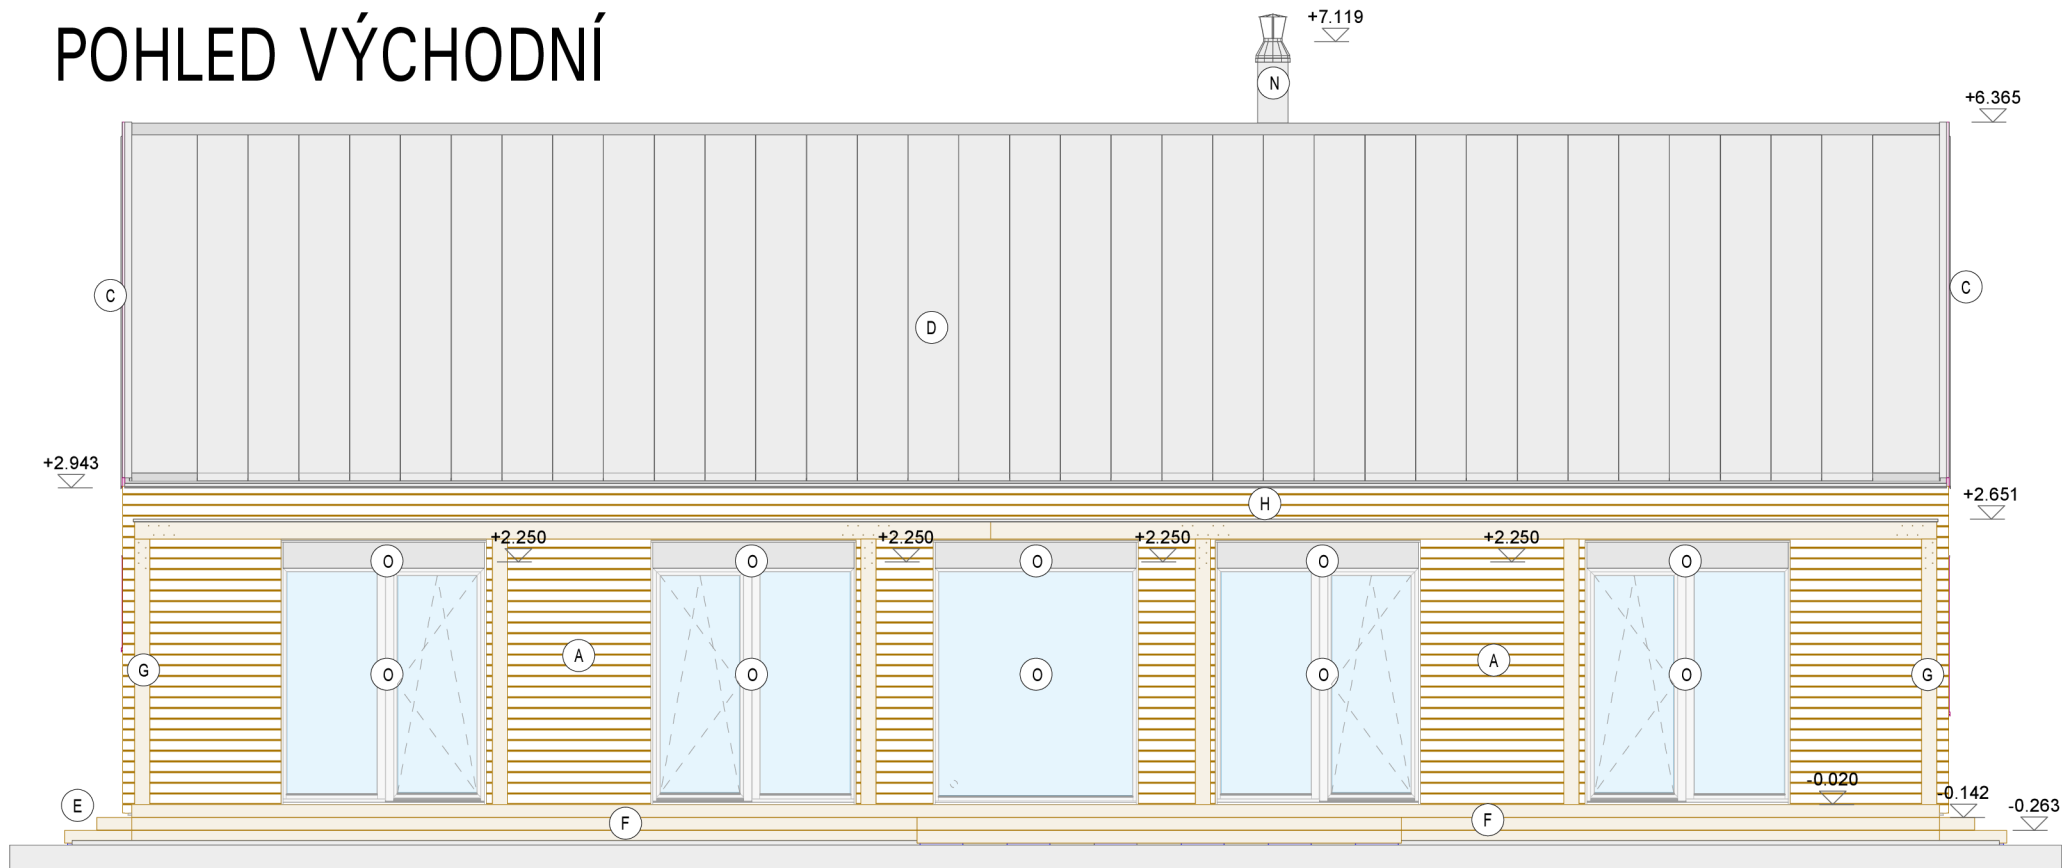 POHLED VÝCHODNÍ
+7.119
N
+6.365
C
C
D
+2.943
H
+2.651
+2.250
+2.250
+2.250
+2.250
O
O
O
O
O
A
A
G
O
O
O
O
O
G
-0.020
E
-0.142
-0.263
F
F